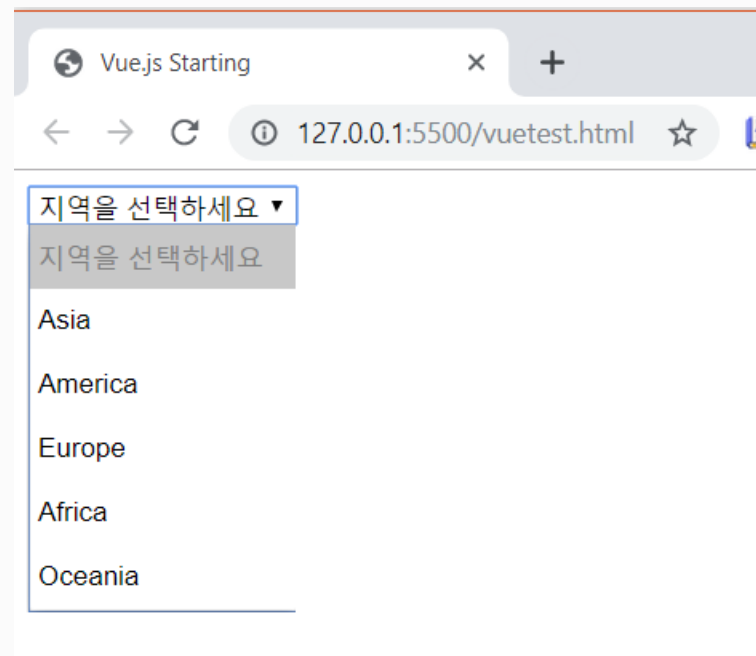 Vue.js Starting
127.0.0.1:5500/vuetest.html
지역을 선택하세요
지역을 선택하세요
Asia
America
Europe
Africa
Oceania